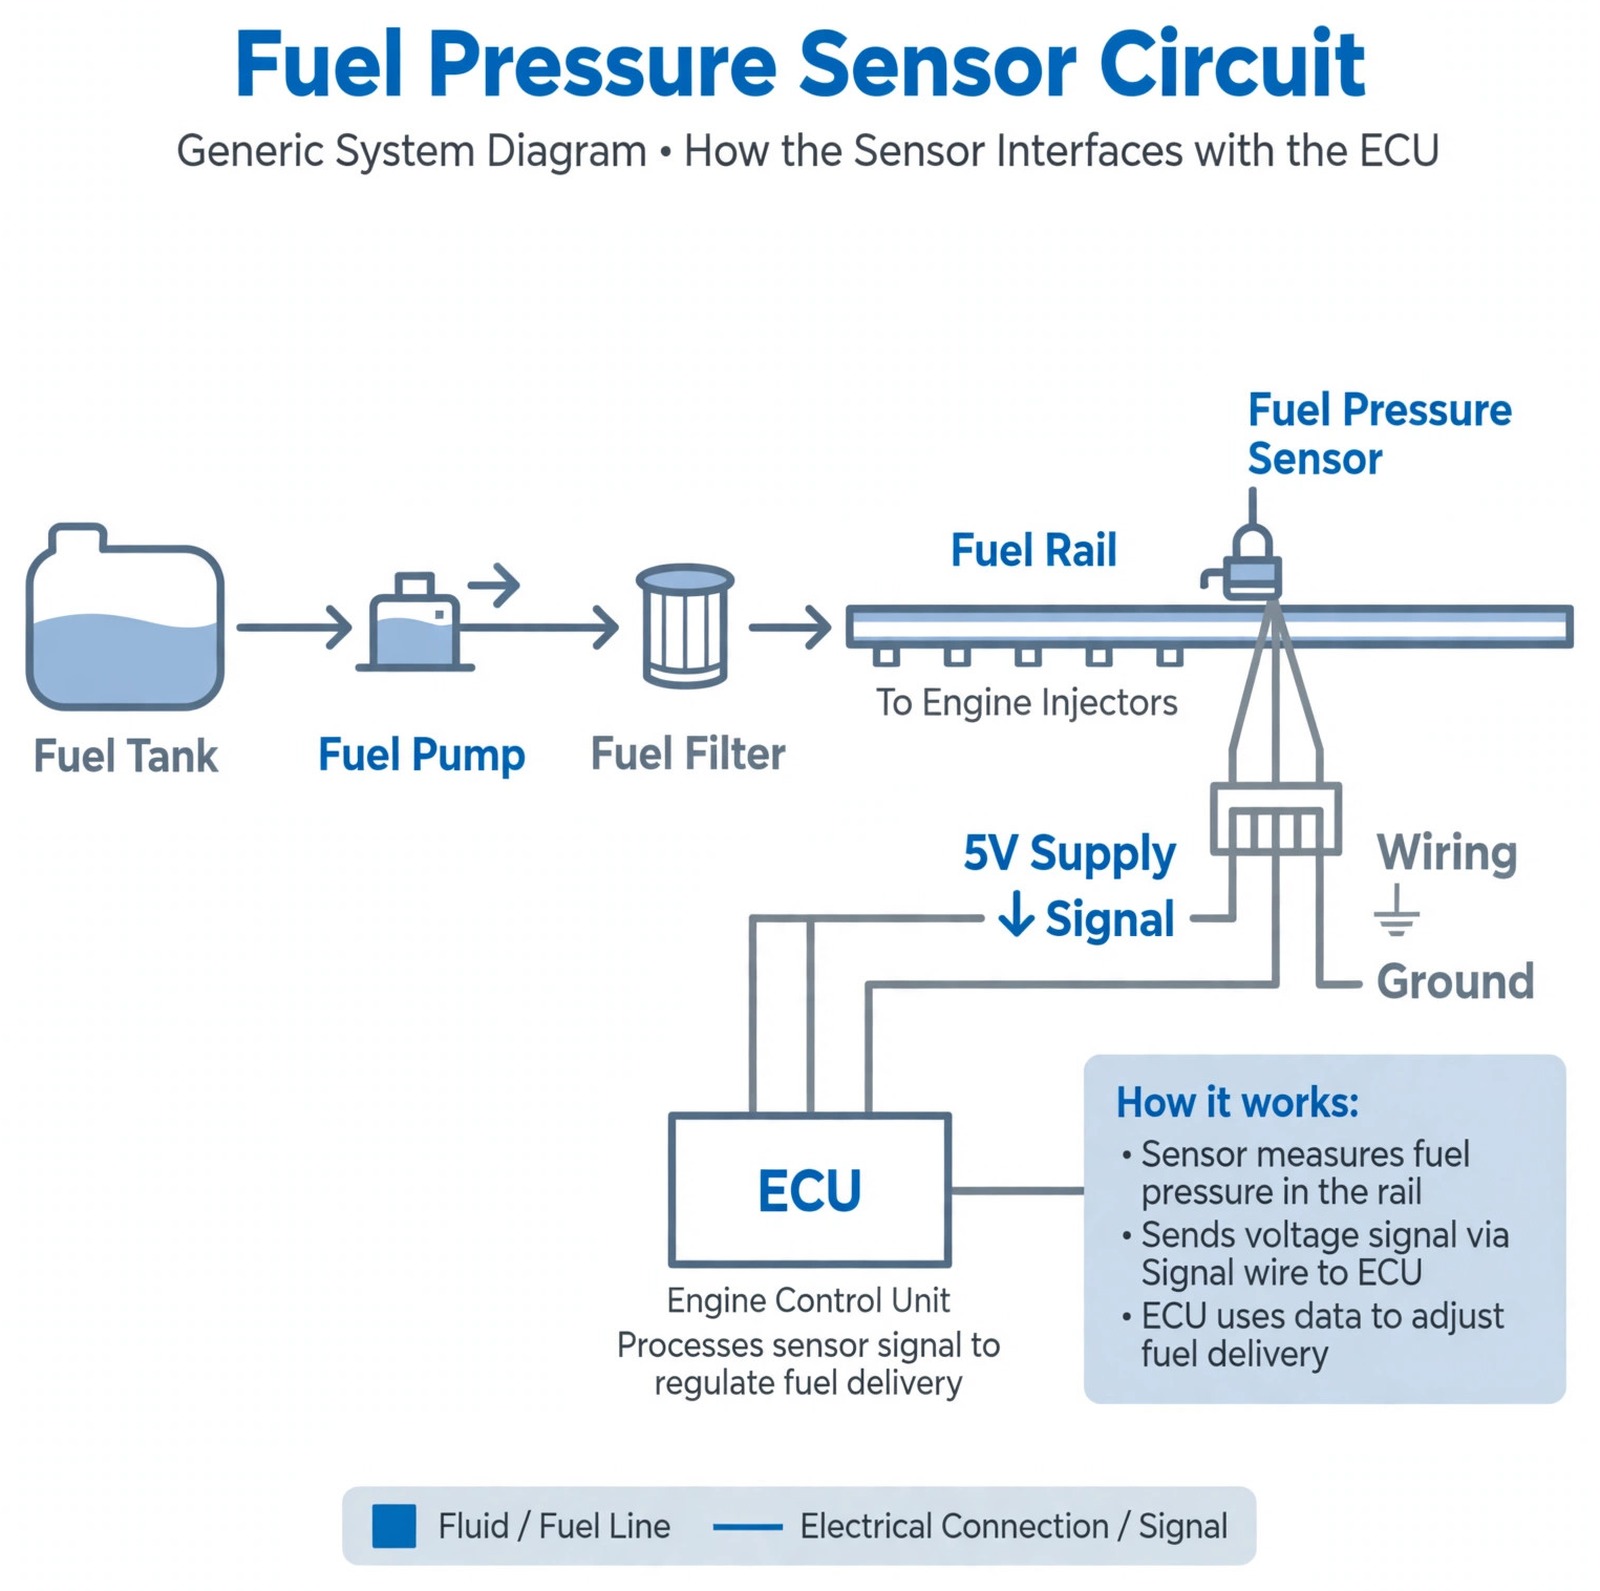 Fuel Pressure Sensor Circuit
Generic System Diagram • How the Sensor Interfaces with the ECU
Fuel Pressure
Sensor
Fuel Rail
To Engine Injectors
Fuel Tank
Fuel Pump
Fuel Filter
5V Supply
↓ Signal
Wiring
Ground
ECU
Engine Control Unit
Processes sensor signal to
regulate fuel delivery
How it works:
• Sensor measures fuel
pressure in the rail
• Sends voltage signal via
Signal wire to ECU
• ECU uses data to adjust
fuel delivery
Fluid / Fuel Line
Electrical Connection / Signal